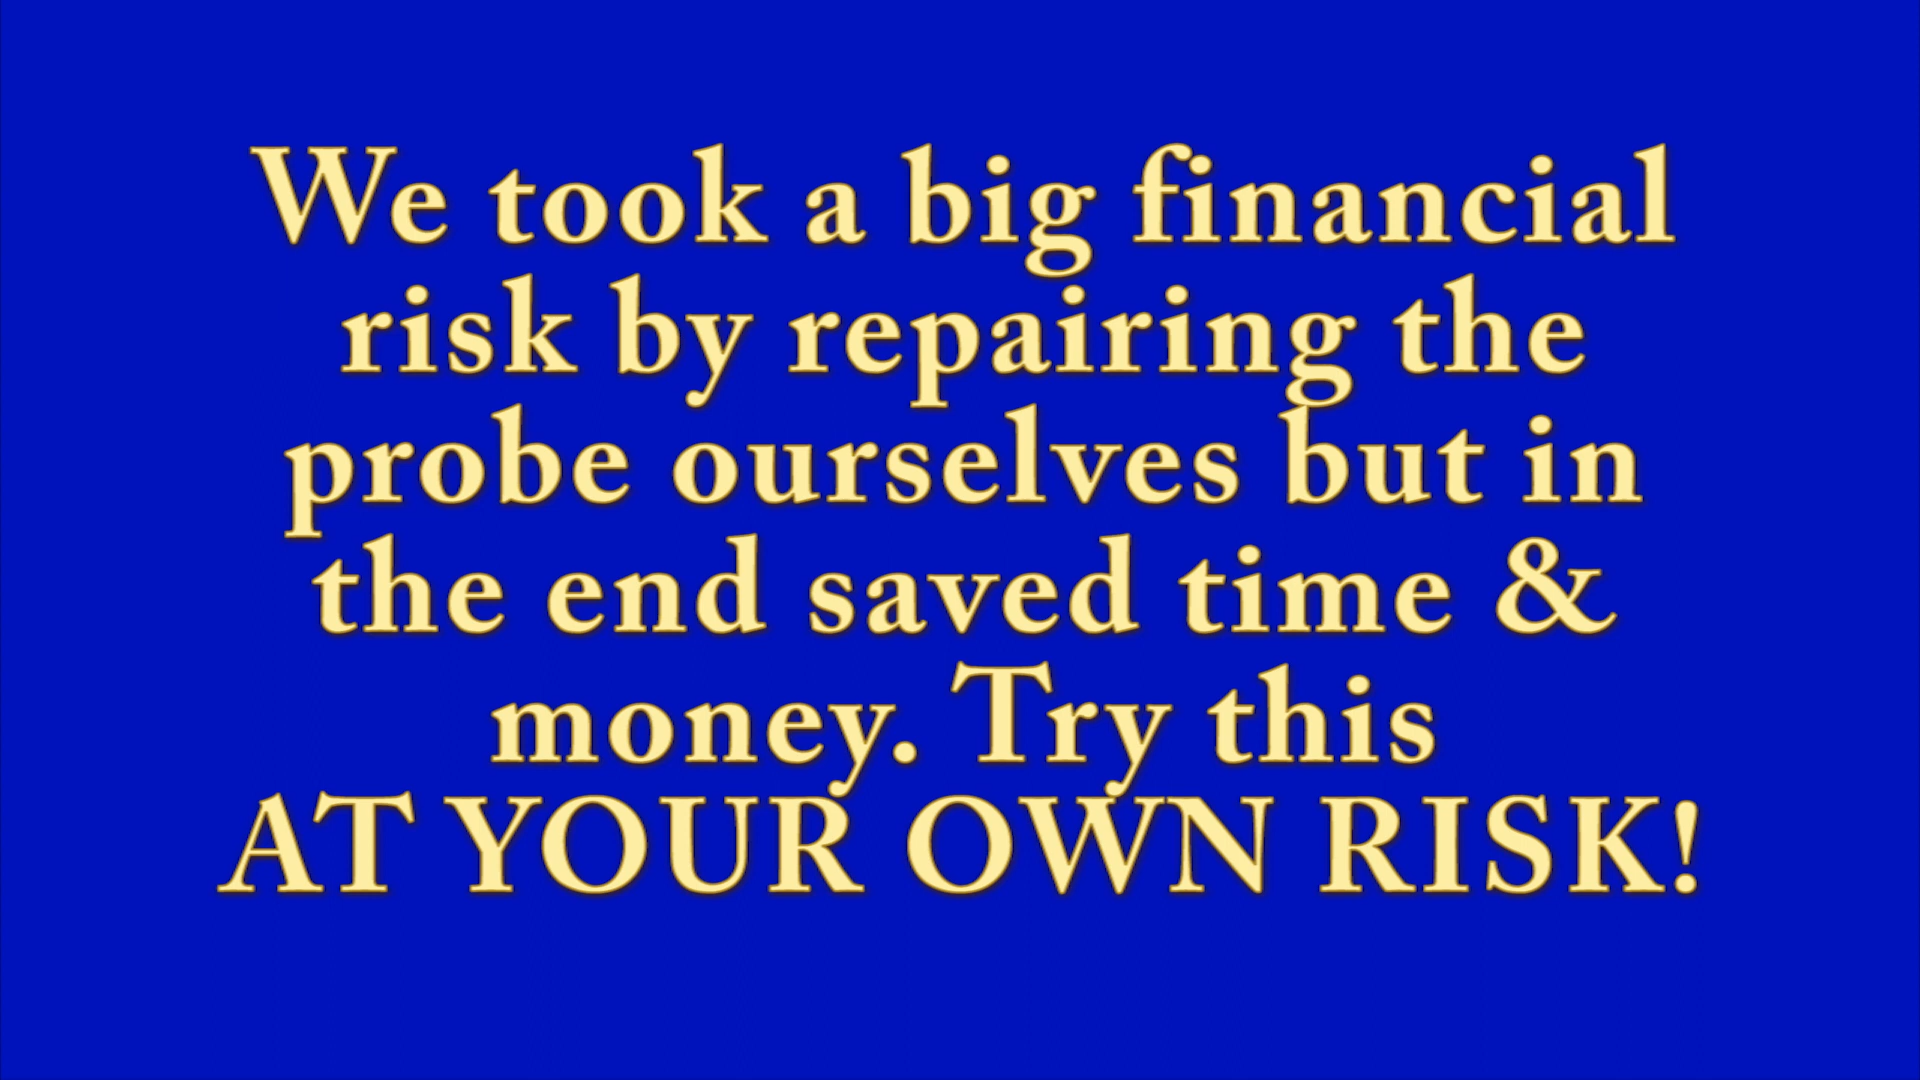 We took a big financial
risk by repairing the
probe ourselves but in
the end saved time &
money. Try this
AT YOUR OWN RISK!